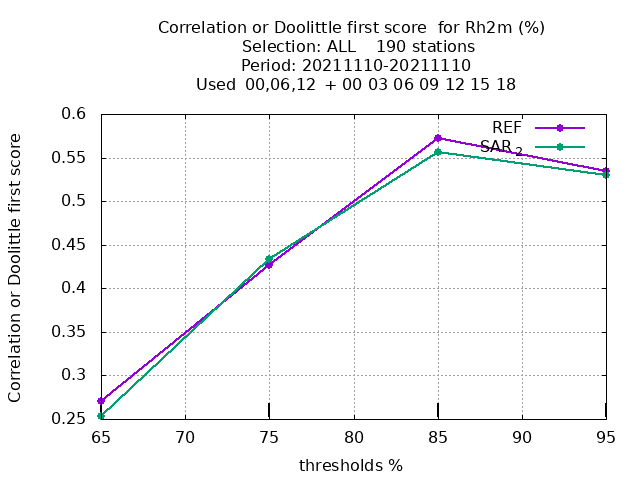 Correlation or Doolittle first score  for Rh2m (%)
Selection: ALL    190 stations
Period: 20211110-20211110
Used  00,06,12  + 00 03 06 09 12 15 18
Correlation or Doolittle first score
0.6
0.55
0.5
0.45
0.4
0.35
0.3
0.25
REF
SAR2
65 70 75 80 85 90 95
thresholds %